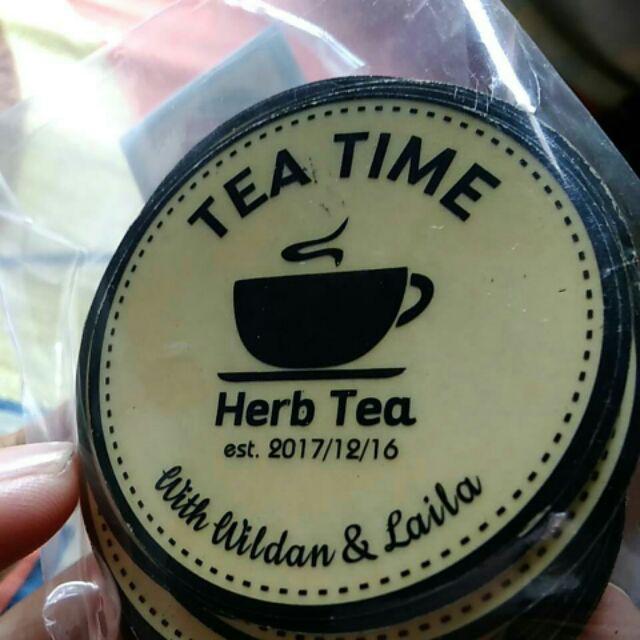 TEA TIME
Herb Tea
est. 2017/12/16
With Wildan & Laila